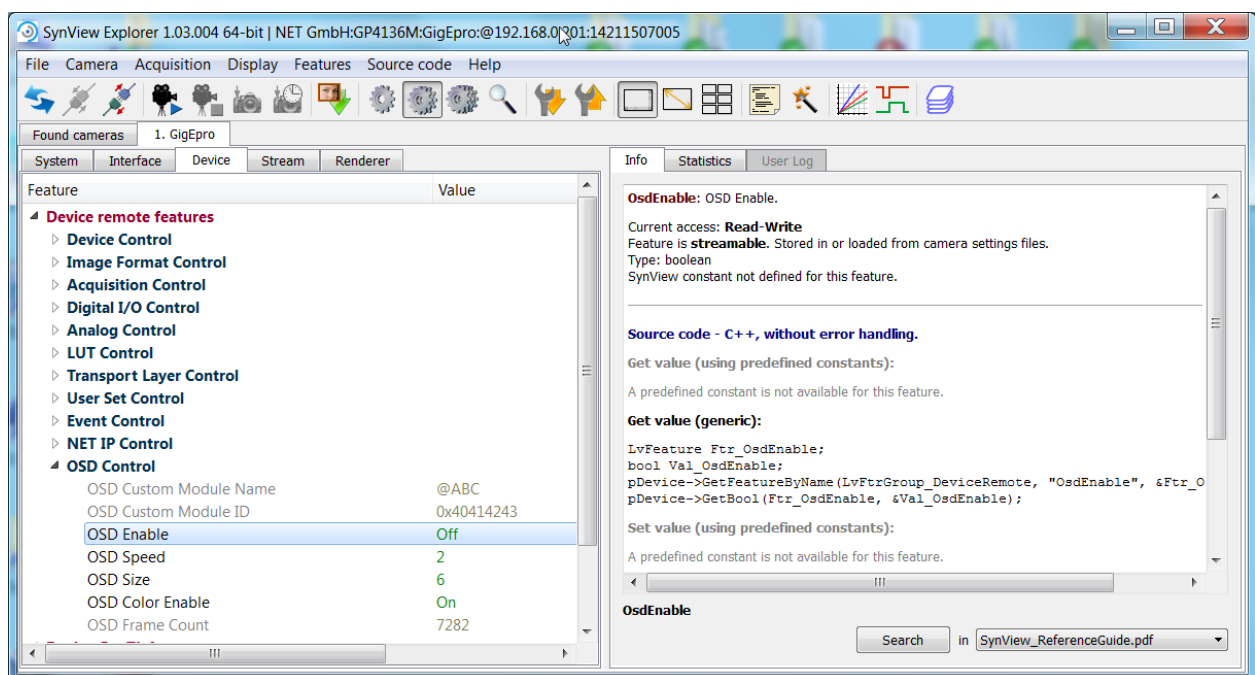 SynView Explorer 1.03.004 64-bit | NET GmbH:GP4136M:GigEpro:@192.168.0.201:14211507005
File Camera Acquisition Display Features Source code Help
Found cameras 1. GigEpro
System Interface Device Stream Renderer
Feature Value
Device remote features
Device Control
Image Format Control
Acquisition Control
Digital I/O Control
Analog Control
LUT Control
Transport Layer Control
User Set Control
Event Control
NET IP Control
OSD Control
OSD Custom Module Name @ABC
OSD Custom Module ID 0x40414243
OSD Enable Off
OSD Speed 2
OSD Size 6
OSD Color Enable On
OSD Frame Count 7282
Info Statistics User Log
OsdEnable: OSD Enable.
Current access: Read-Write
Feature is streamable. Stored in or loaded from camera settings files.
Type: boolean
SynView constant not defined for this feature.
Source code - C++, without error handling.
Get value (using predefined constants):
A predefined constant is not available for this feature.
Get value (generic):
LvFeature Ftr_OsdEnable;
bool Val_OsdEnable;
pDevice->GetFeatureByName(LvFtrGroup_DeviceRemote, "OsdEnable", &Ftr_O
pDevice->GetBool(Ftr_OsdEnable, &Val_OsdEnable);
Set value (using predefined constants):
A predefined constant is not available for this feature.
OsdEnable
Search in SynView_ReferenceGuide.pdf